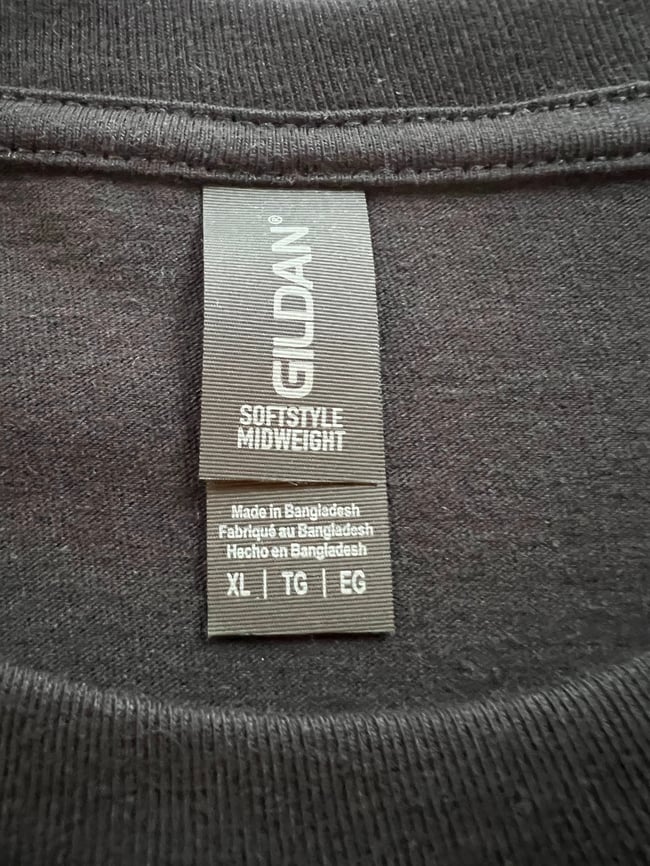 GILDAN®
SOFTSTYLE
MIDWEIGHT
Made in Bangladesh
Fabriqué au Bangladesh
Hecho en Bangladesh
XL | TG | EG